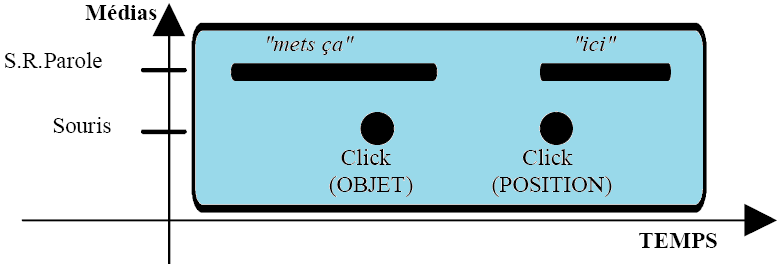 Médias
"mets ça" "ici"
S.R.Parole
Souris
Click Click
(OBJET) (POSITION)
TEMPS